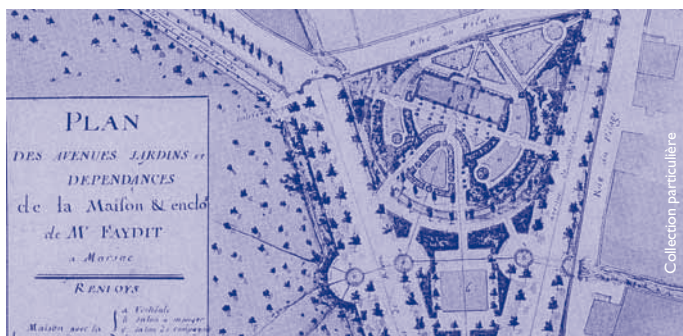 PLAN
DES AVENUES JARDINS et
DEPENDANCES
de la Maison & enclo
de Mr FAYDIT
a Marsac
RENVOYS
Maison avec la
a Vestibule
b Salon a manger
c Salon de compagnie
Rue du Village
Rue du Village
Collection particulière